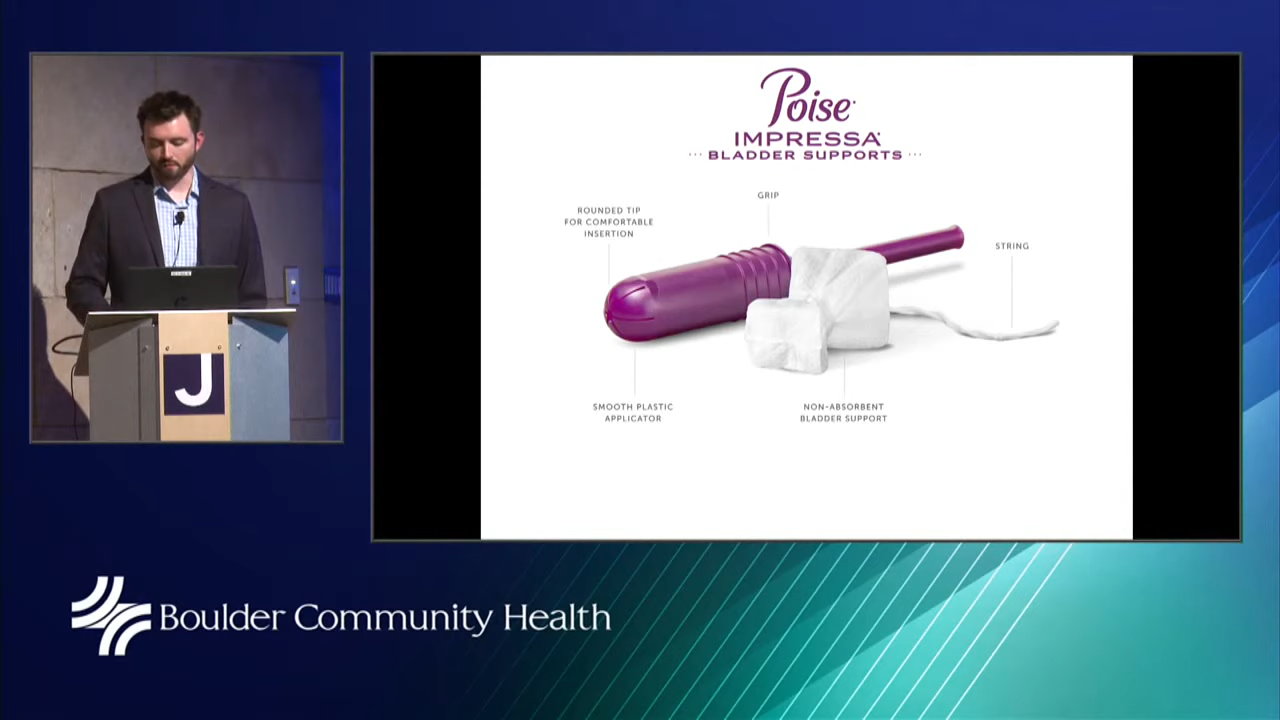 Poise
IMPRESSA
BLADDER SUPPORTS
GRIP
ROUNDED TIP
FOR COMFORTABLE
INSERTION
STRING
SMOOTH PLASTIC
APPLICATOR
NON-ABSORBENT
BLADDER SUPPORT
J
Boulder Community Health